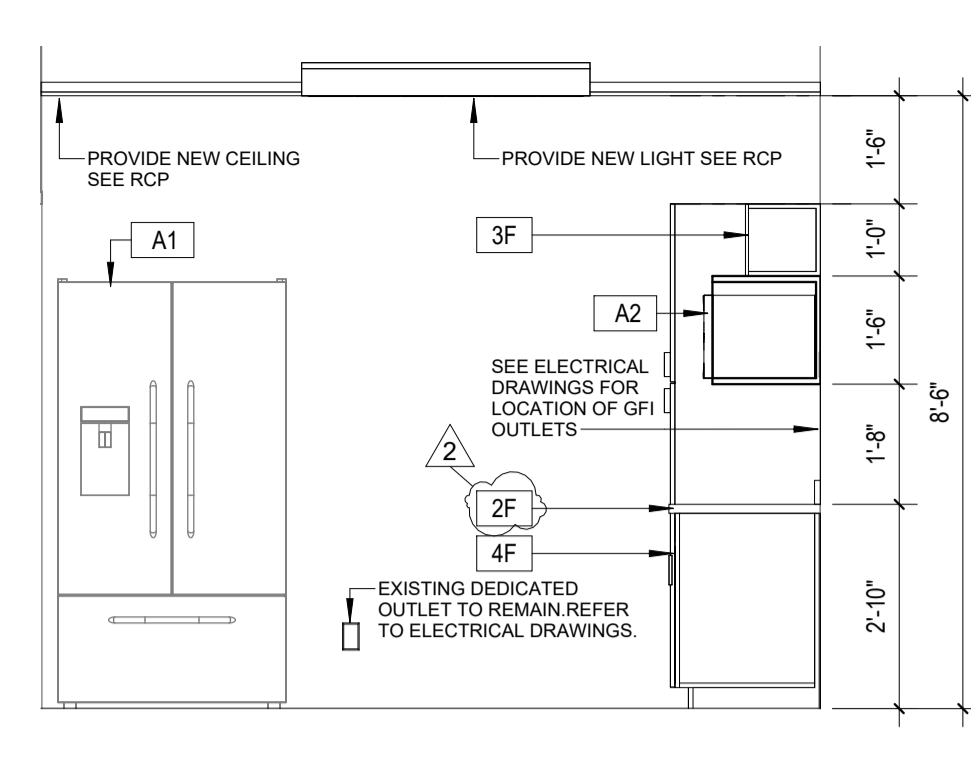 PROVIDE NEW CEILING
SEE RCP
PROVIDE NEW LIGHT SEE RCP
1'-6"
A1
3F
1'-0"
A2
1'-6"
SEE ELECTRICAL
DRAWINGS FOR
LOCATION OF GFI
OUTLETS
8'-6"
1'-8"
2
2F
4F
EXISTING DEDICATED
OUTLET TO REMAIN.REFER
TO ELECTRICAL DRAWINGS.
2'-10"